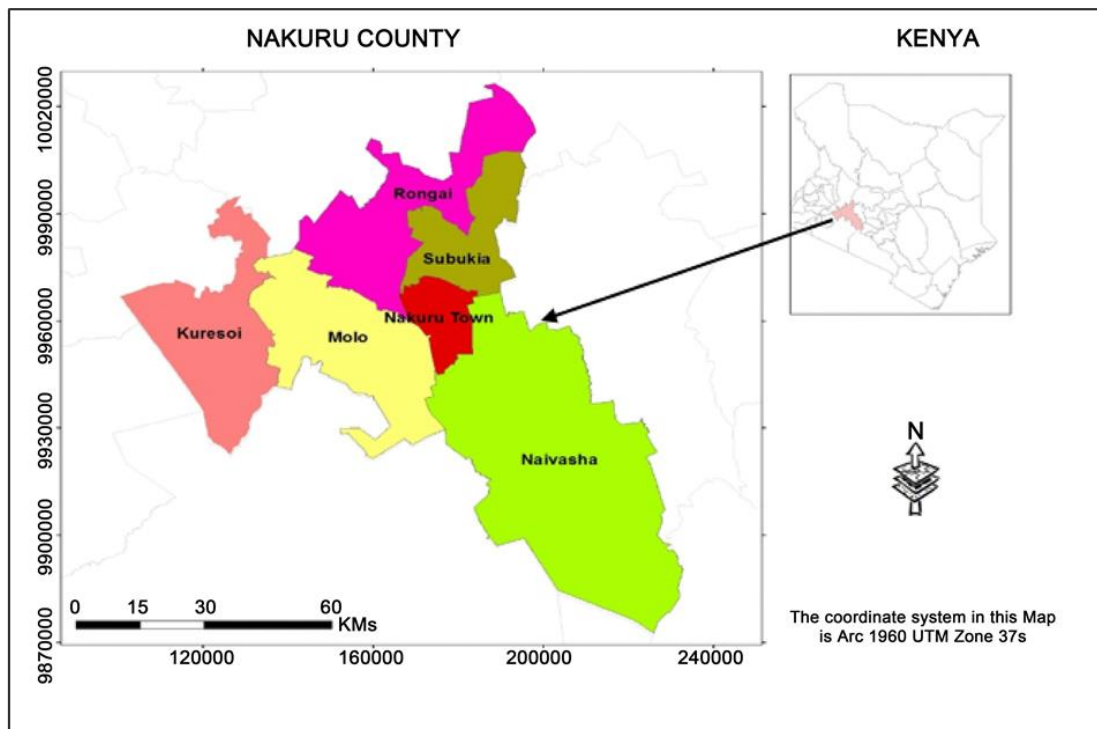 NAKURU COUNTY
KENYA
10020000
9990000
9960000
9930000
9900000
9870000
Rongai
Subukia
Nakuru Town
Kuresoi
Molo
Naivasha
N
0 15 30 60
KMs
120000 160000 200000 240000
The coordinate system in this Map
is Arc 1960 UTM Zone 37s